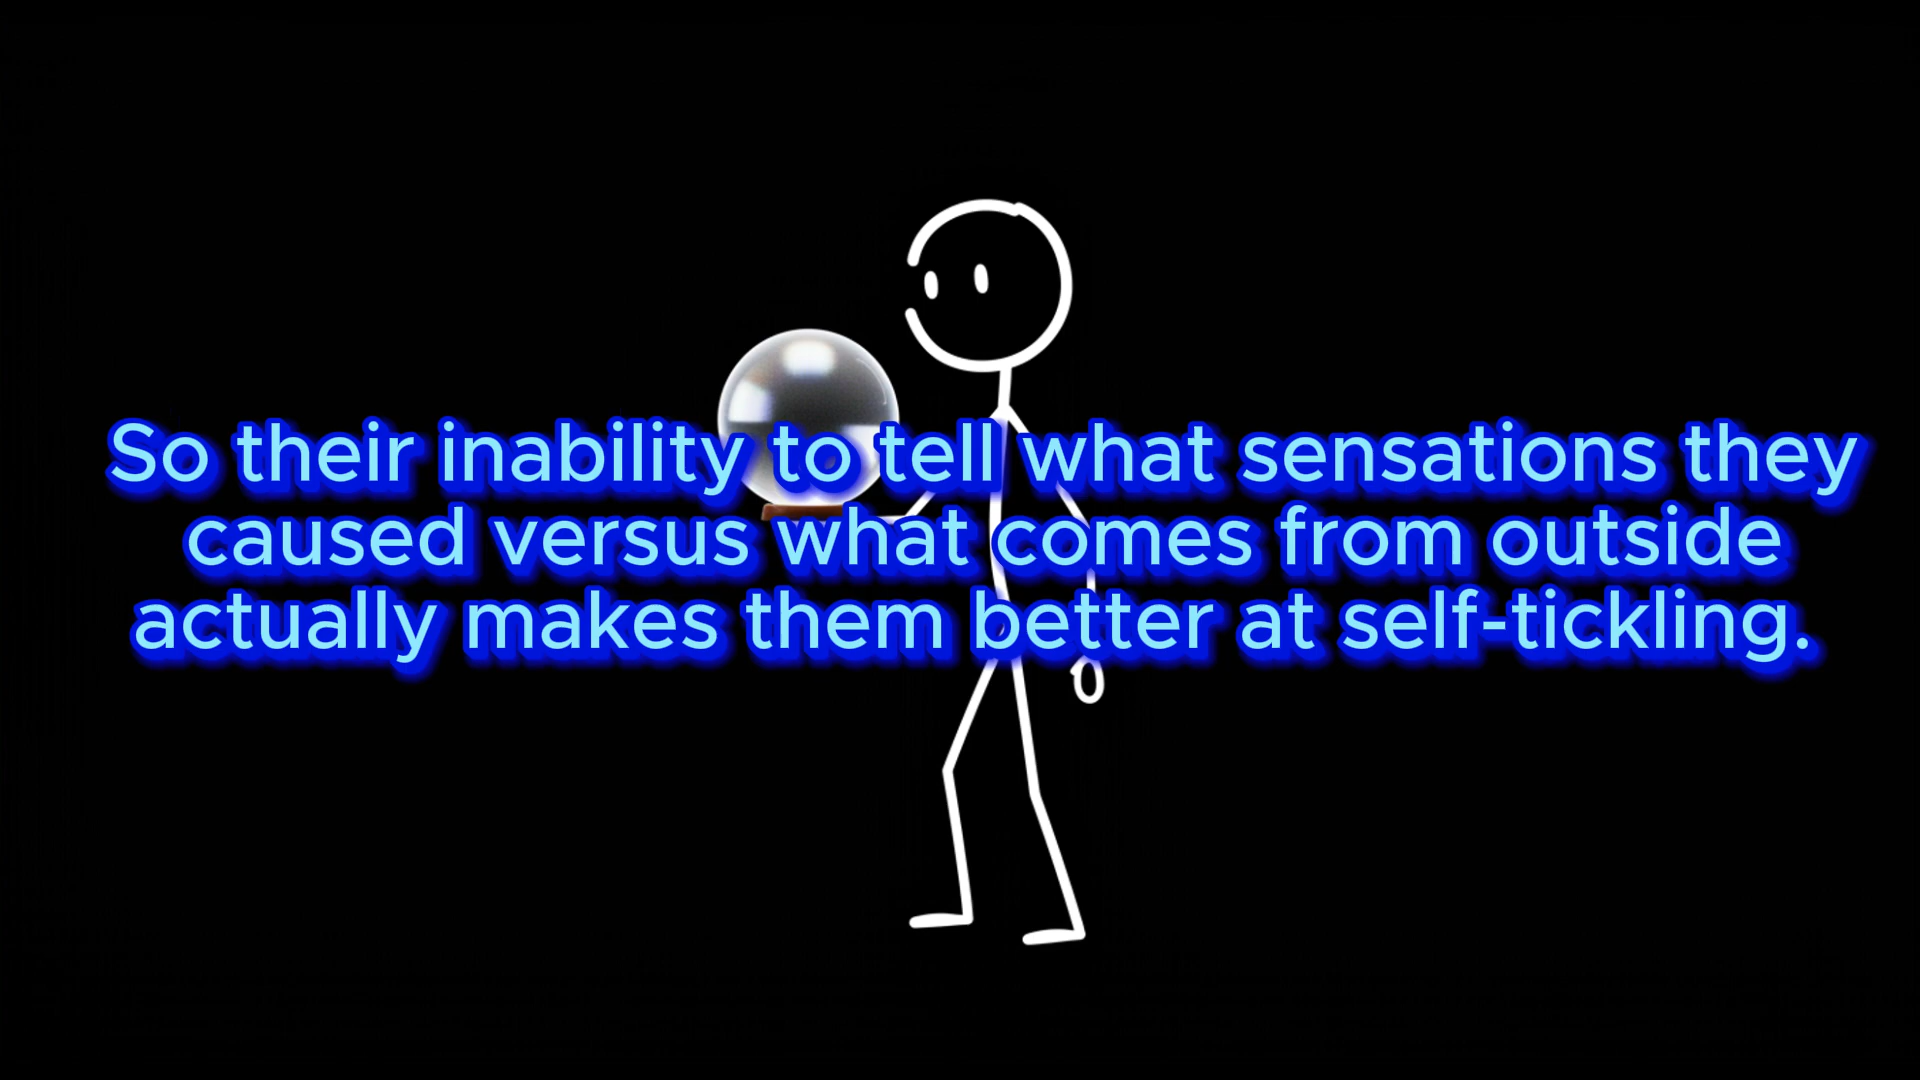 So their inability to tell what sensations they
caused versus what comes from outside
actually makes them better at self-tickling.